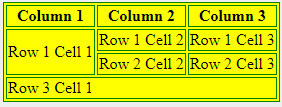 Column 1 Column 2 Column 3
Row 1 Cell 1 Row 1 Cell 2 Row 1 Cell 3
Row 2 Cell 2 Row 2 Cell 3
Row 3 Cell 1